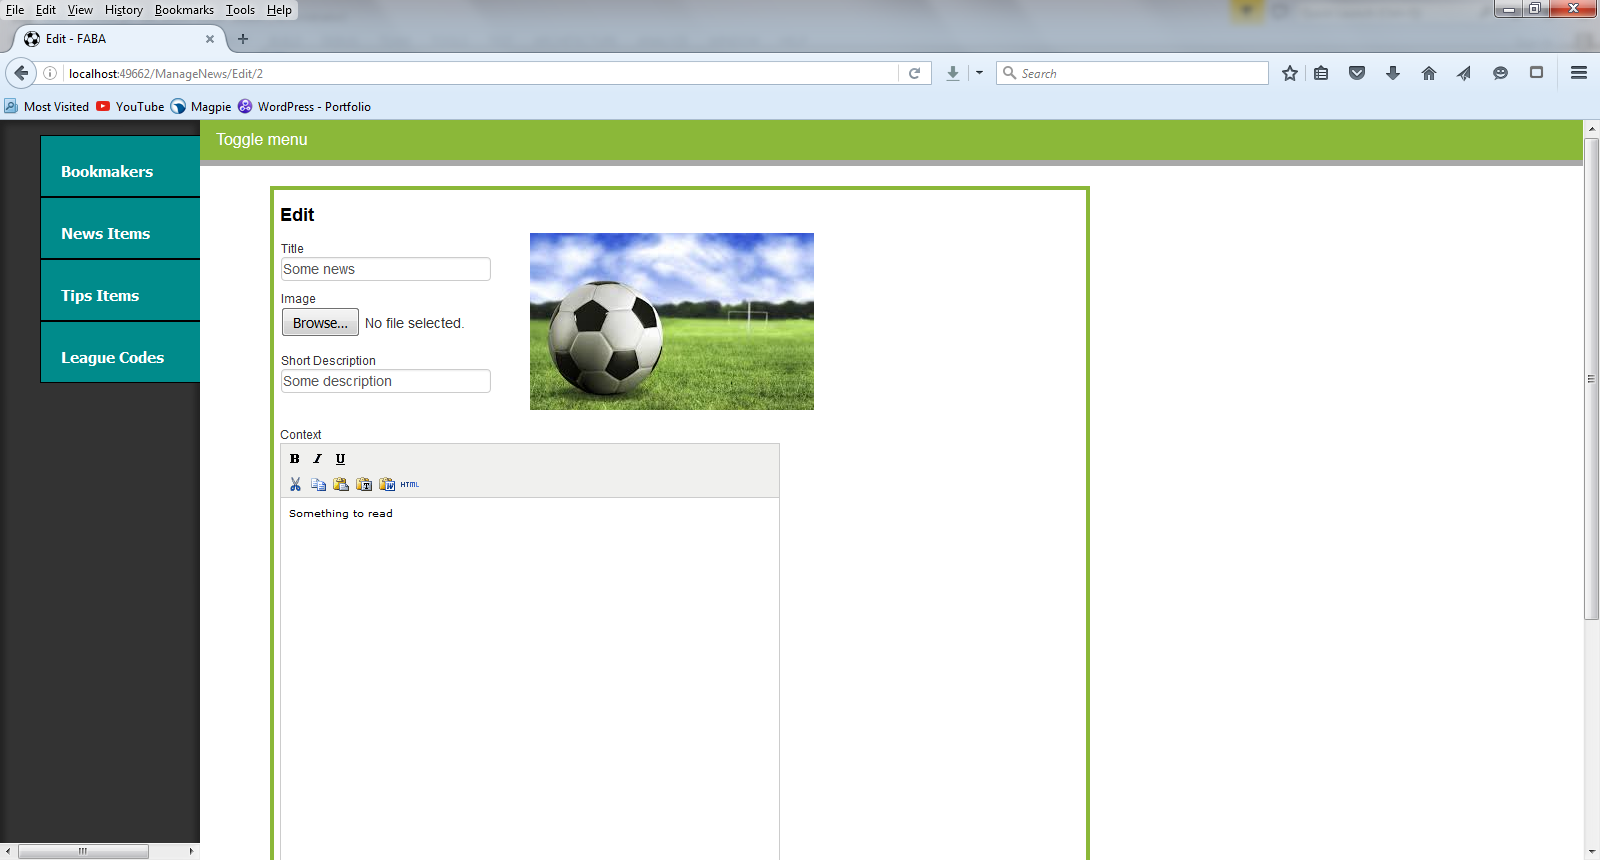 File Edit View History Bookmarks Tools Help
Edit - FABA
localhost:49662/ManageNews/Edit/2
Search
Most Visited YouTube Magpie WordPress - Portfolio
Toggle menu
Bookmakers
News Items
Tips Items
League Codes
Edit
Title
Some news
Image
Browse... No file selected.
Short Description
Some description
Context
B I U
HTML
Something to read